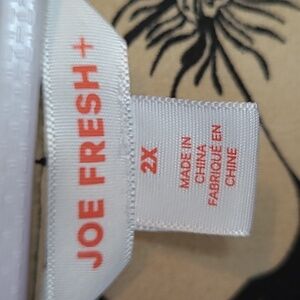 JOE FRESH+
2X
MADE IN
CHINA
FABRIQUÉ EN
CHINE